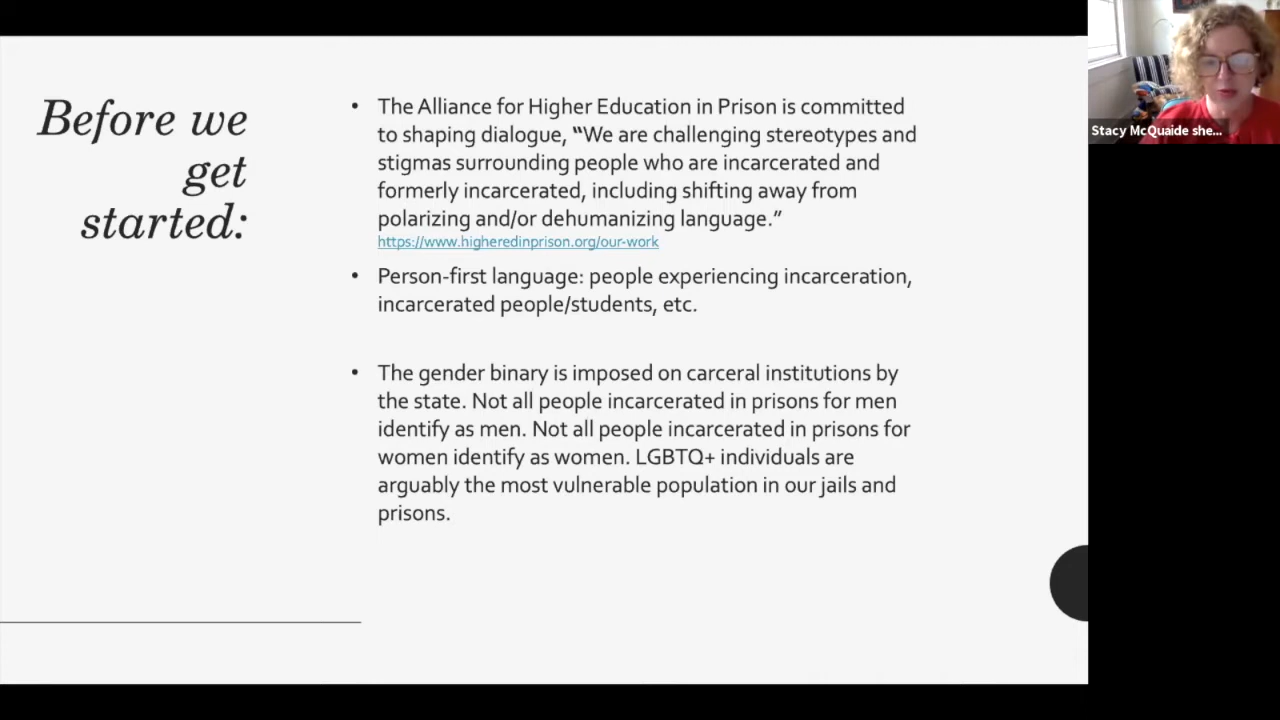 Before we
get
started:
• The Alliance for Higher Education in Prison is committed
to shaping dialogue, “We are challenging stereotypes and
stigmas surrounding people who are incarcerated and
formerly incarcerated, including shifting away from
polarizing and/or dehumanizing language.”
https://www.higheredinprison.org/our-work
• Person-first language: people experiencing incarceration,
incarcerated people/students, etc.
• The gender binary is imposed on carceral institutions by
the state. Not all people incarcerated in prisons for men
identify as men. Not all people incarcerated in prisons for
women identify as women. LGBTQ+ individuals are
arguably the most vulnerable population in our jails and
prisons.
Stacy McQuaide she...